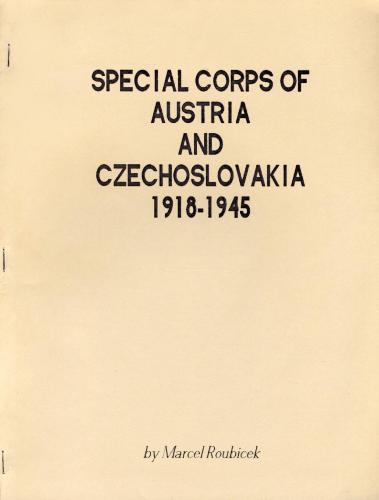 SPECIAL CORPS OF
AUSTRIA
AND
CZECHOSLOVAKIA
1918-1945
by Marcel Roubicek